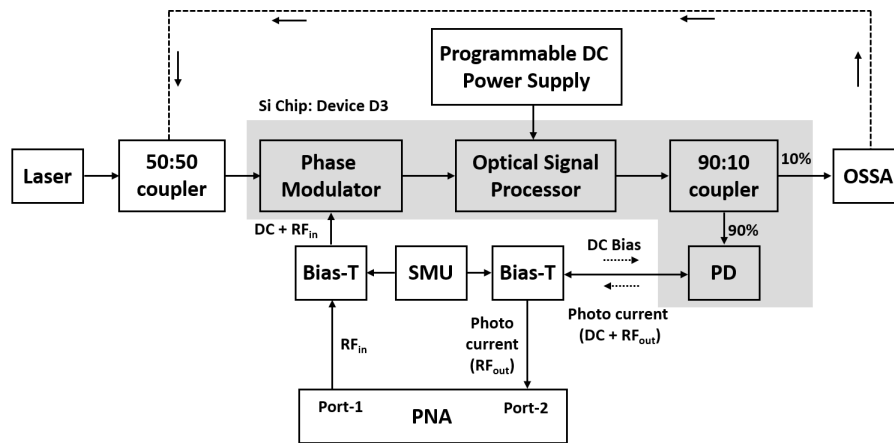 Programmable DC
Power Supply
Si Chip: Device D3
Laser
50:50
coupler
Phase
Modulator
Optical Signal
Processor
90:10
coupler
10%
OSSA
90%
DC + RFin
DC Bias
Bias-T
SMU
Bias-T
PD
Photo
current
(RFout)
Photo current
(DC + RFout)
RFin
Port-1
PNA
Port-2